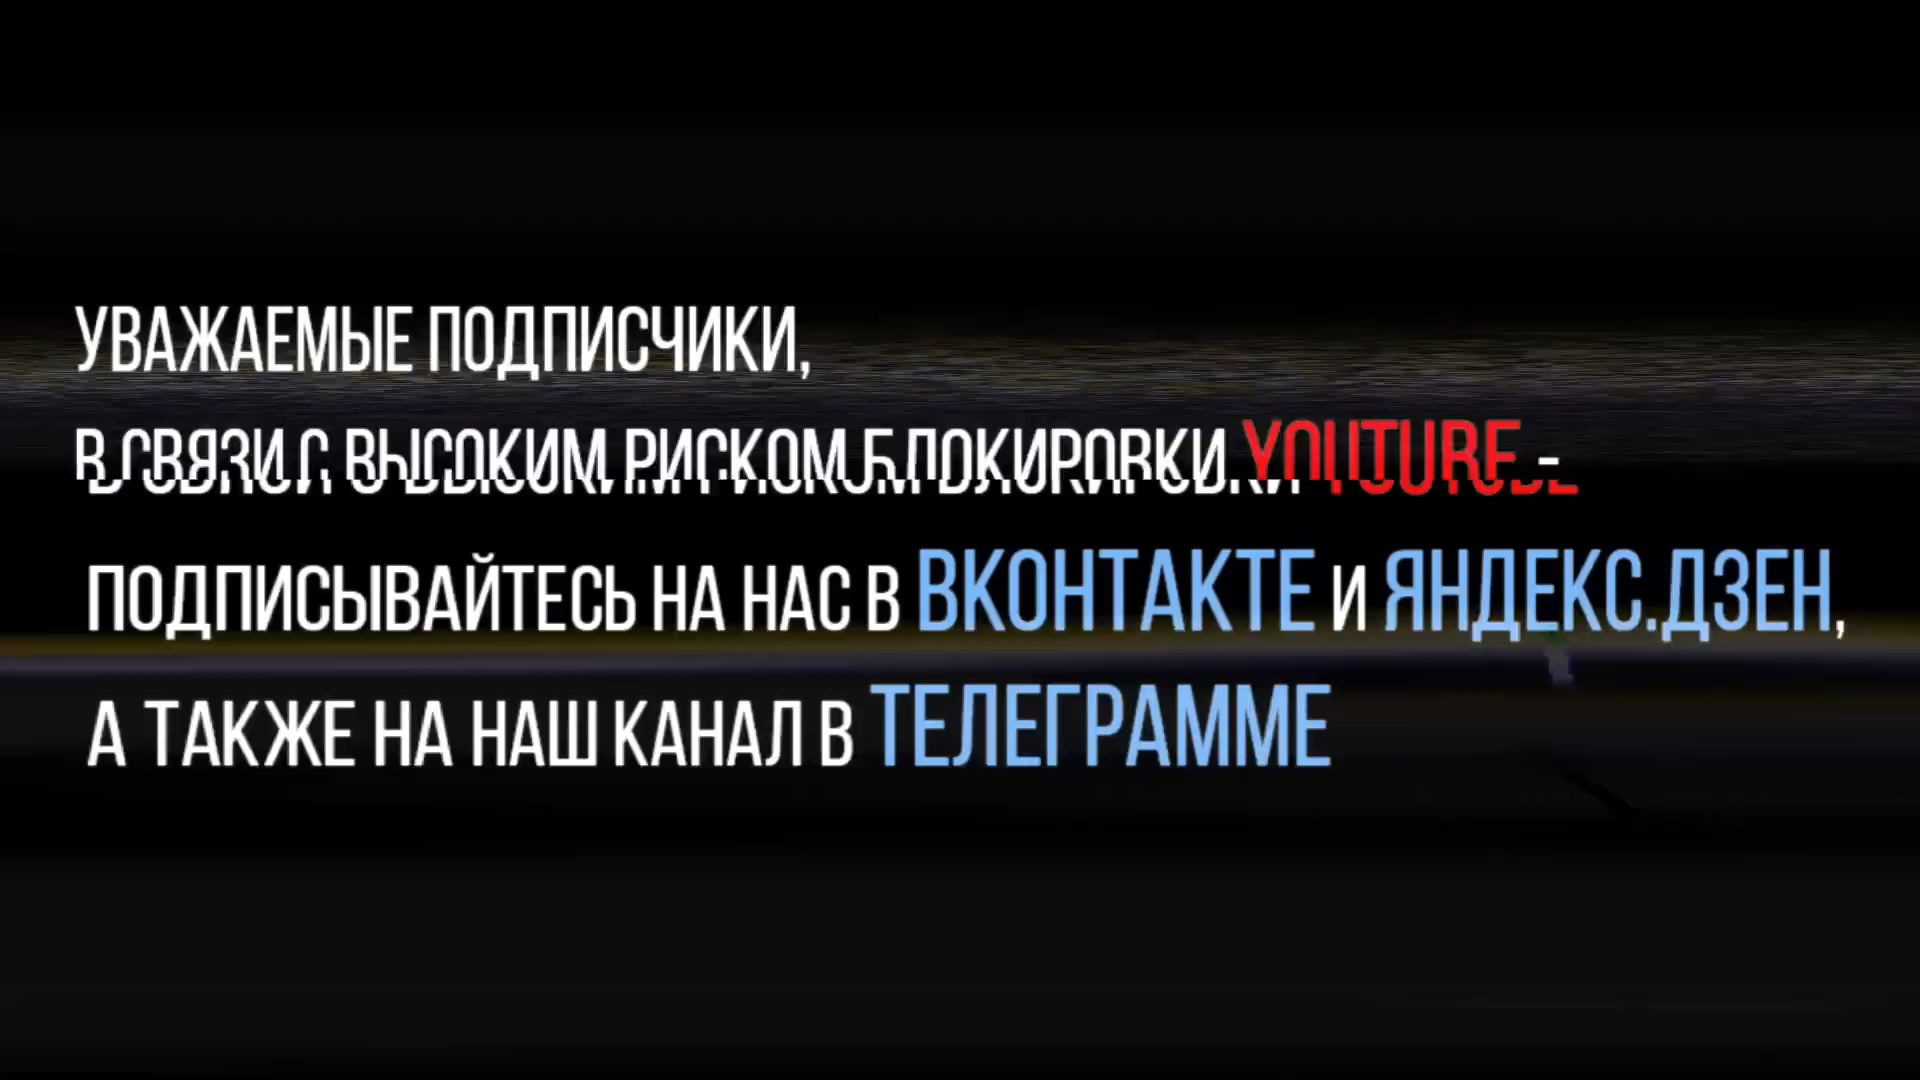 УВАЖАЕМЫЕ ПОДПИСЧИКИ,
В СВЯЗИ С ВЫСОКИМ РИСКОМ БЛОКИРОВКИ YOUTUBE -
ПОДПИСЫВАЙТЕСЬ НА НАС В ВКОНТАКТЕ И ЯНДЕКС.ДЗЕН,
А ТАКЖЕ НА НАШ КАНАЛ В ТЕЛЕГРАММЕ